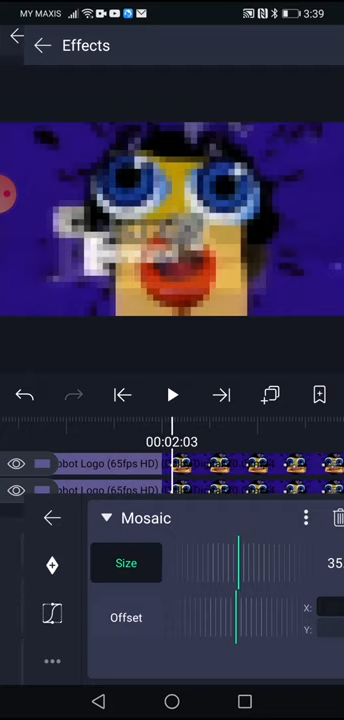 MY MAXIS
3:39
Effects
00:02:03
obot Logo (65fps HD)
obot Logo (65fps HD)
Mosaic
Size
35.
Offset
X:
Y: